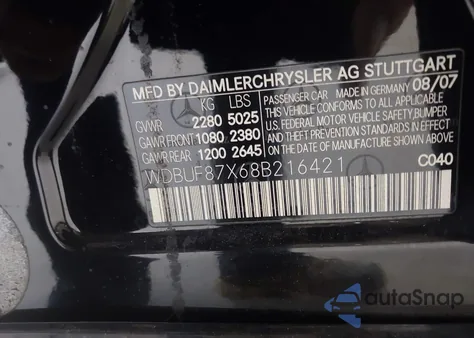 MFD BY DAIMLERCHRYSLER AG STUTTGART
KG LBS
GVWR 2280 5025
GAWR FRONT 1080 2380
GAWR REAR 1200 2645
PASSENGER CAR MADE IN GERMANY 08/07
THIS VEHICLE CONFORMS TO ALL APPLICABLE
U.S. FEDERAL MOTOR VEHICLE SAFETY, BUMPER
AND THEFT PREVENTION STANDARDS IN EFFECT
ON THE DATE OF MANUFACTURE SHOWN ABOVE
WDBUF87X68B216421
C040
autaSnap